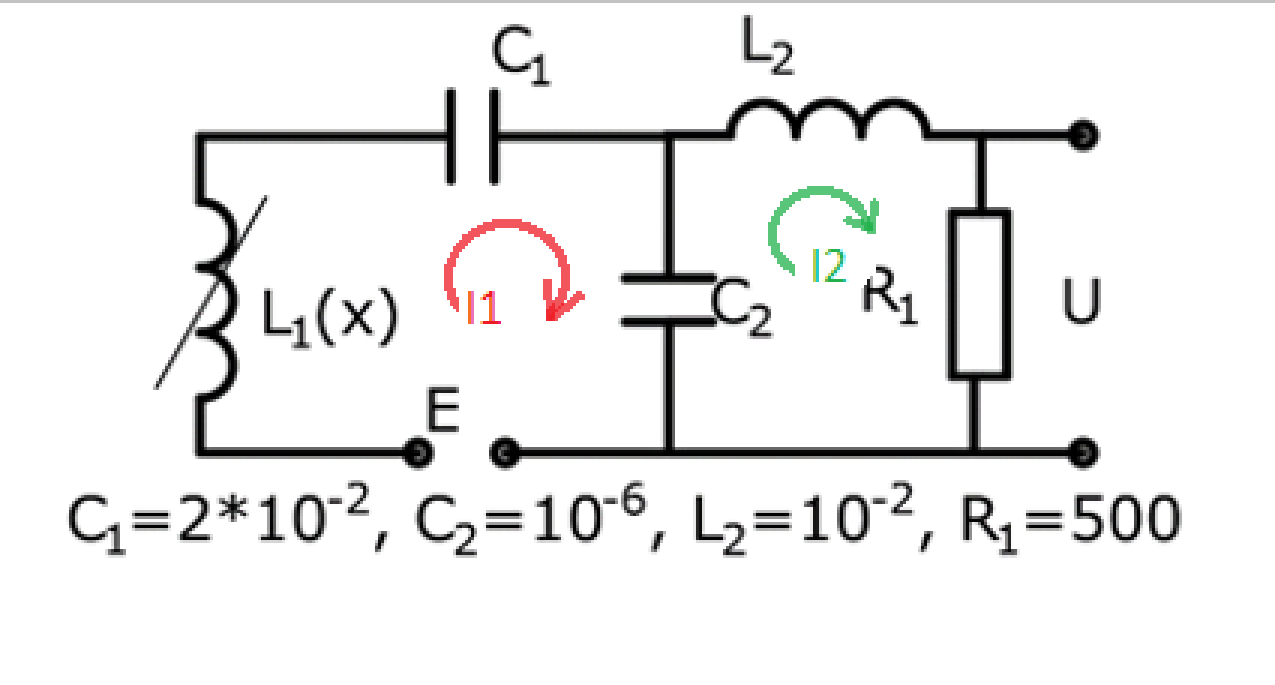 C₁
L₂
L₁(x)
I1
C₂
I2
R₁
U
E
C₁=2*10⁻², C₂=10⁻⁶, L₂=10⁻², R₁=500